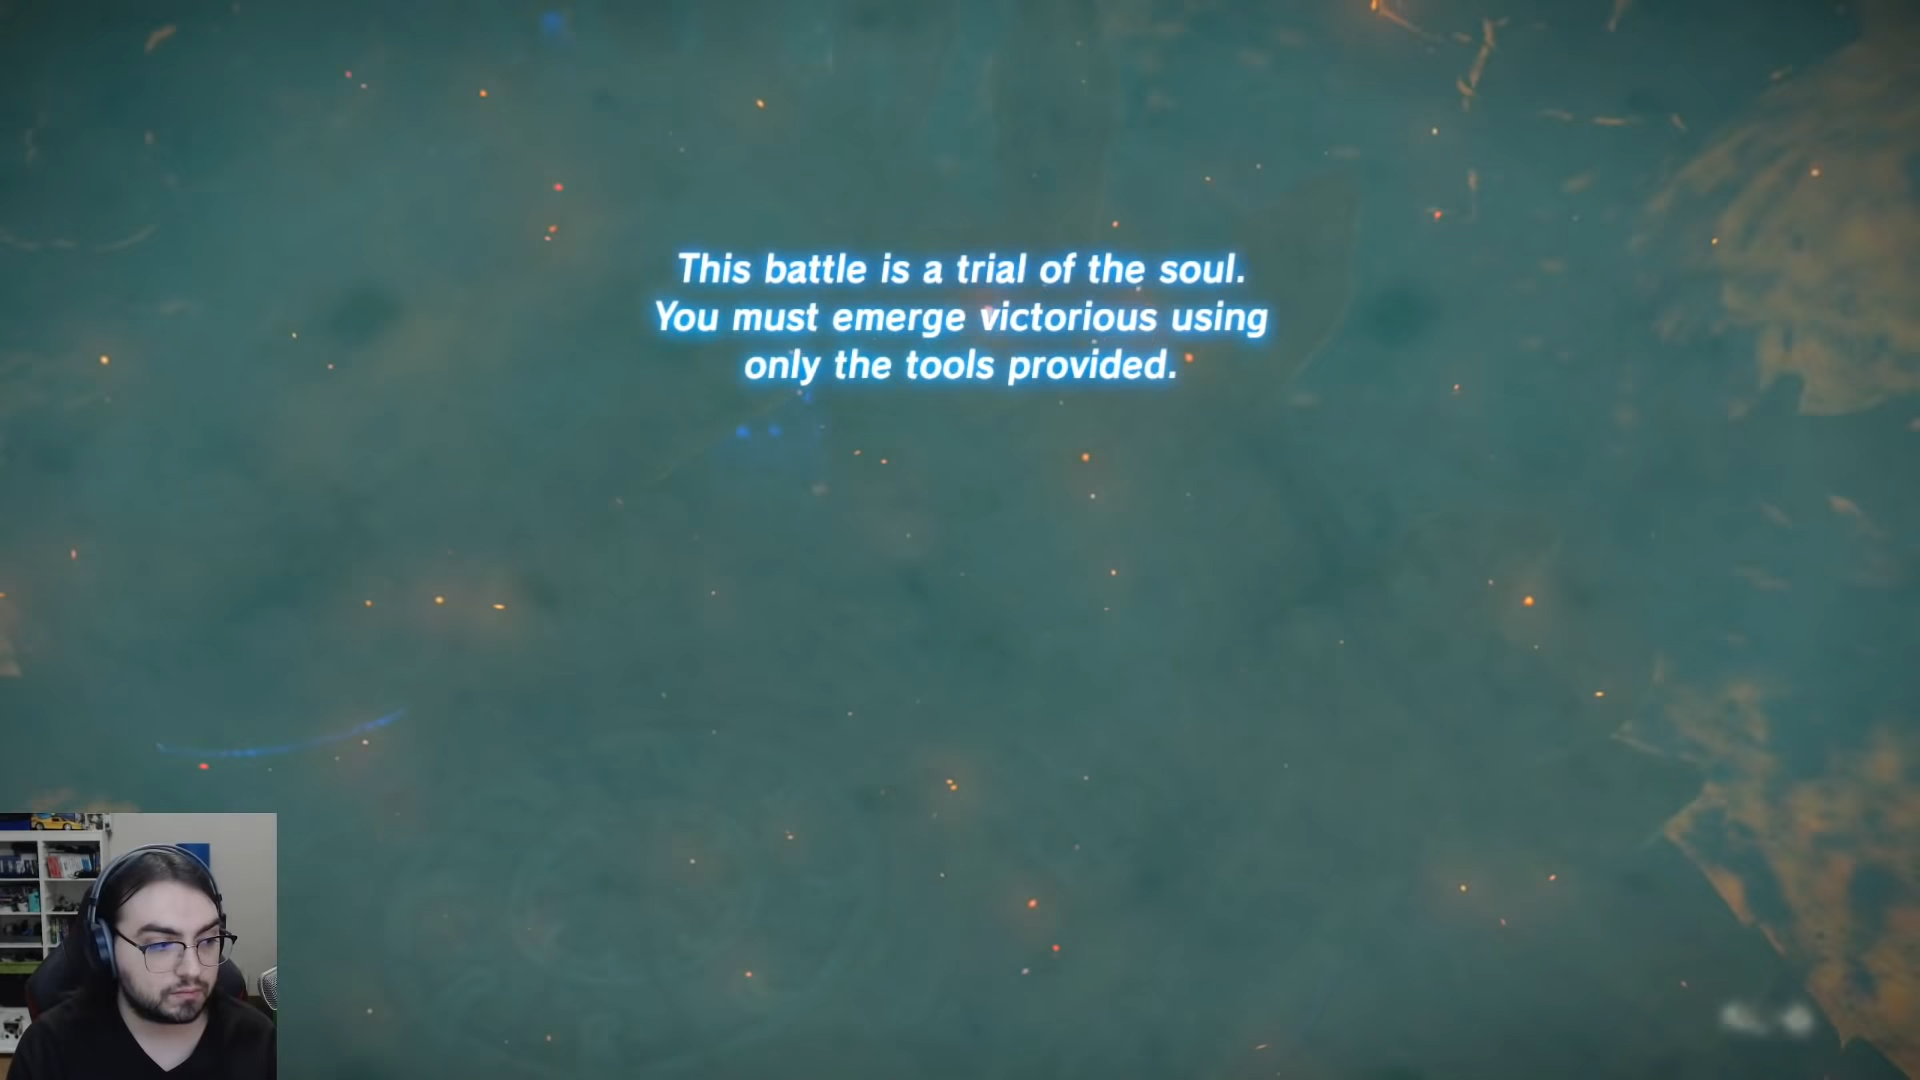 This battle is a trial of the soul.
You must emerge victorious using
only the tools provided.